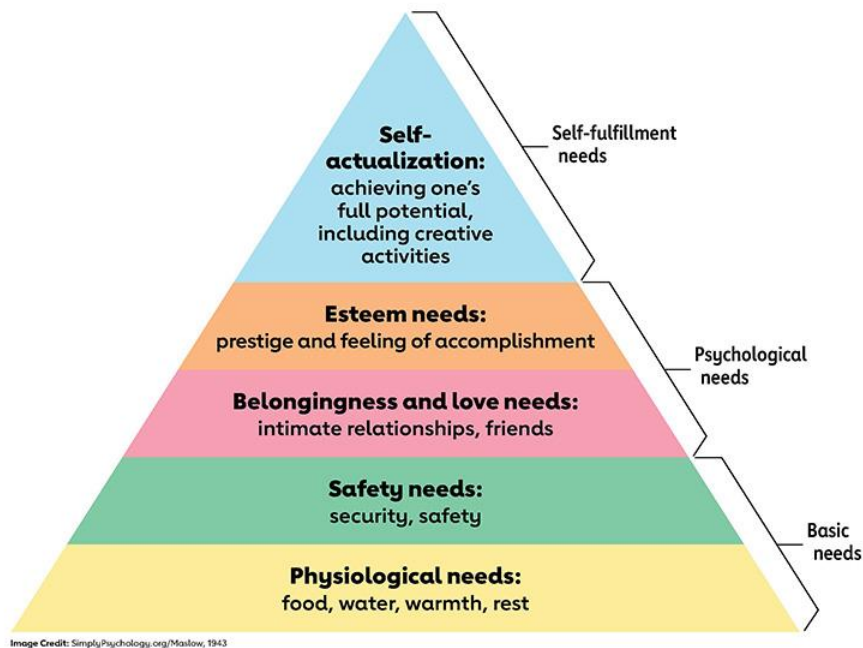 Self-
actualization:
achieving one's
full potential,
including creative
activities
Self-fulfillment
needs
Esteem needs:
prestige and feeling of accomplishment
Psychological
needs
Belongingness and love needs:
intimate relationships, friends
Safety needs:
security, safety
Basic
needs
Physiological needs:
food, water, warmth, rest
Image Credit: SimplyPsychology.org/Maslow, 1943